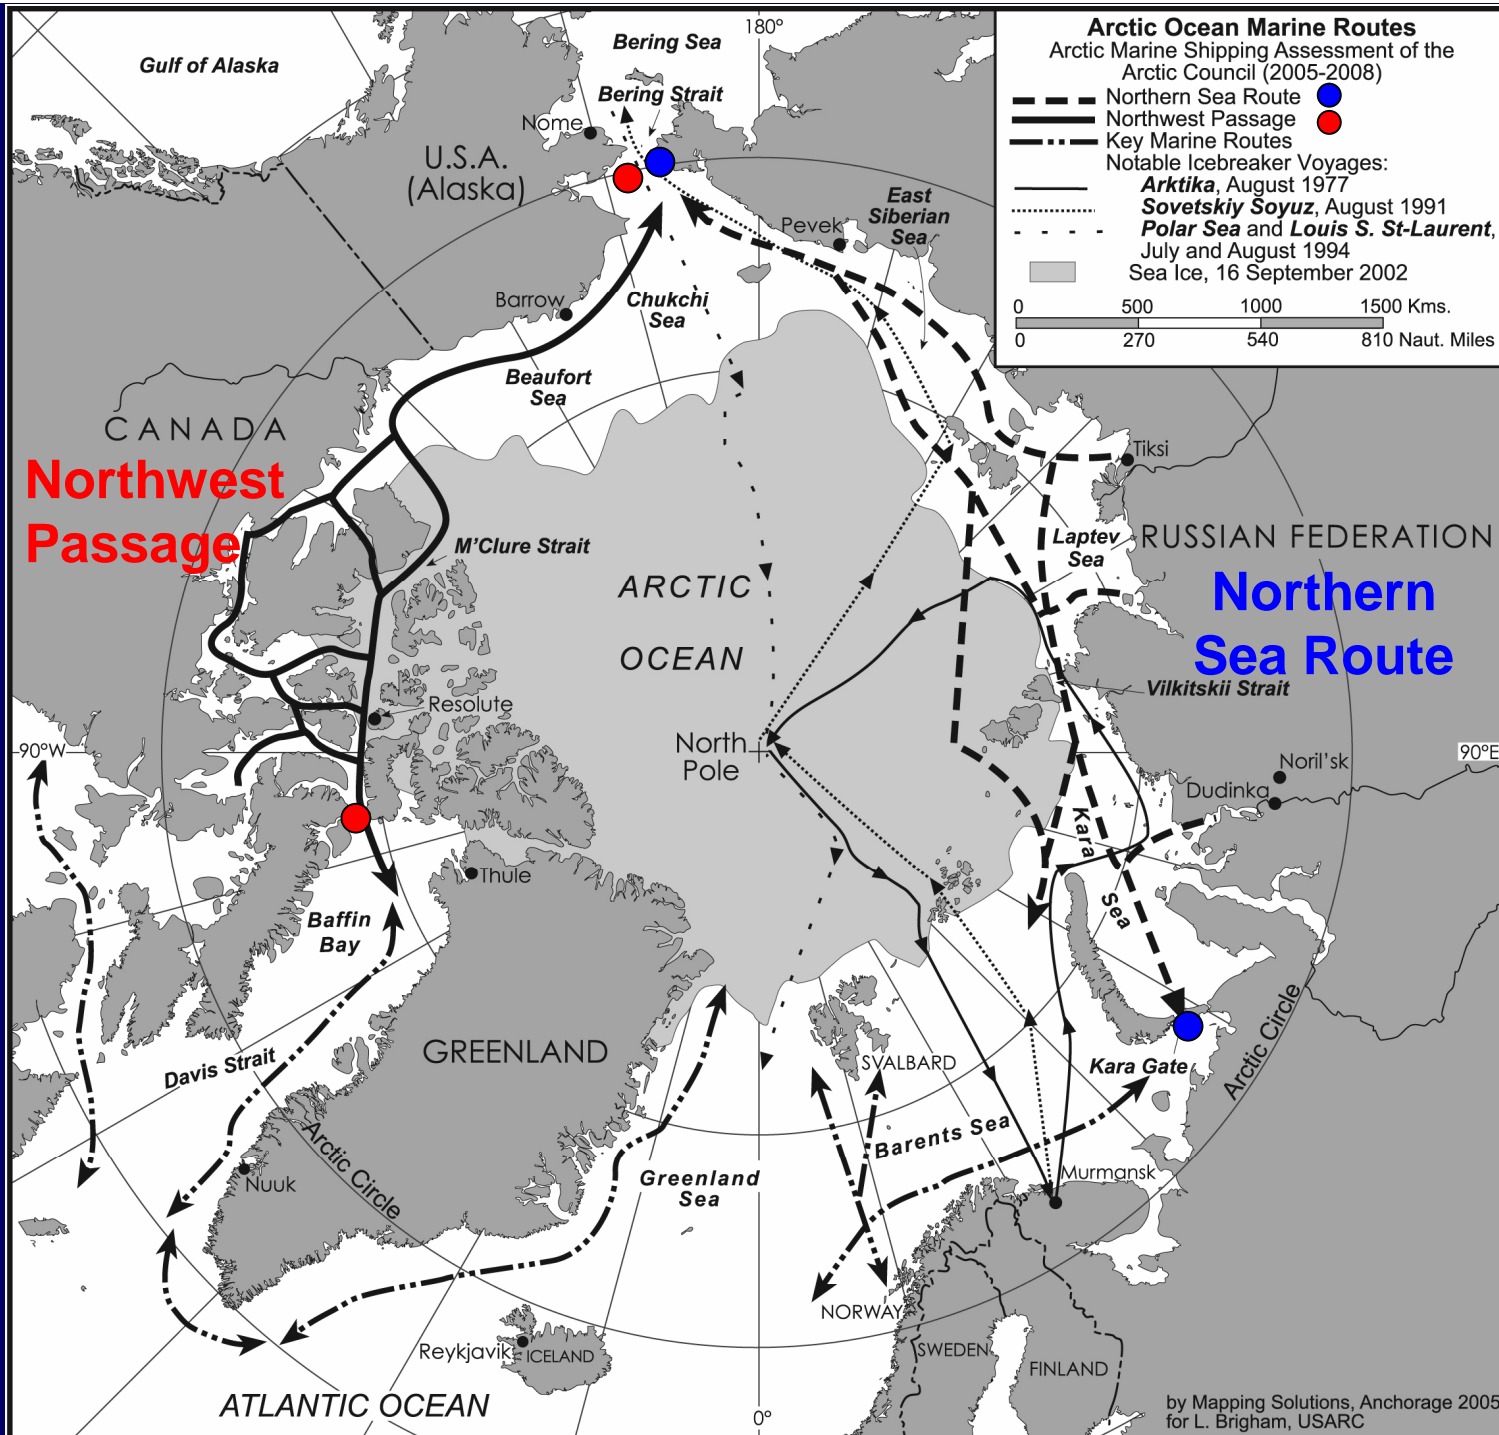 180°
Bering Sea
Gulf of Alaska
Bering Strait
Nome
U.S.A.
(Alaska)
Arctic Ocean Marine Routes
Arctic Marine Shipping Assessment of the
Arctic Council (2005-2008)
Northern Sea Route
Northwest Passage
Key Marine Routes
Notable Icebreaker Voyages:
Arktika, August 1977
Sovetskiy Soyuz, August 1991
Polar Sea and Louis S. St-Laurent,
July and August 1994
Sea Ice, 16 September 2002
0 500 1000 1500 Kms.
0 270 540 810 Naut. Miles
East
Siberian
Sea
Pevek
Barrow
Chukchi
Sea
Beaufort
Sea
CANADA
Northwest
Passage
Tiksi
M'Clure Strait
Laptev
Sea
RUSSIAN FEDERATION
Northern
Sea Route
ARCTIC
OCEAN
Vilkitskii Strait
Resolute
90°W
North
Pole
90°E
Noril'sk
Dudinka
Kara
Sea
Thule
Baffin
Bay
Davis Strait
GREENLAND
SVALBARD
Kara Gate
Arctic Circle
Barents Sea
Arctic Circle
Nuuk
Greenland
Sea
Murmansk
NORWAY
Reykjavik
ICELAND
SWEDEN
FINLAND
ATLANTIC OCEAN
0°
by Mapping Solutions, Anchorage 2005
for L. Brigham, USARC